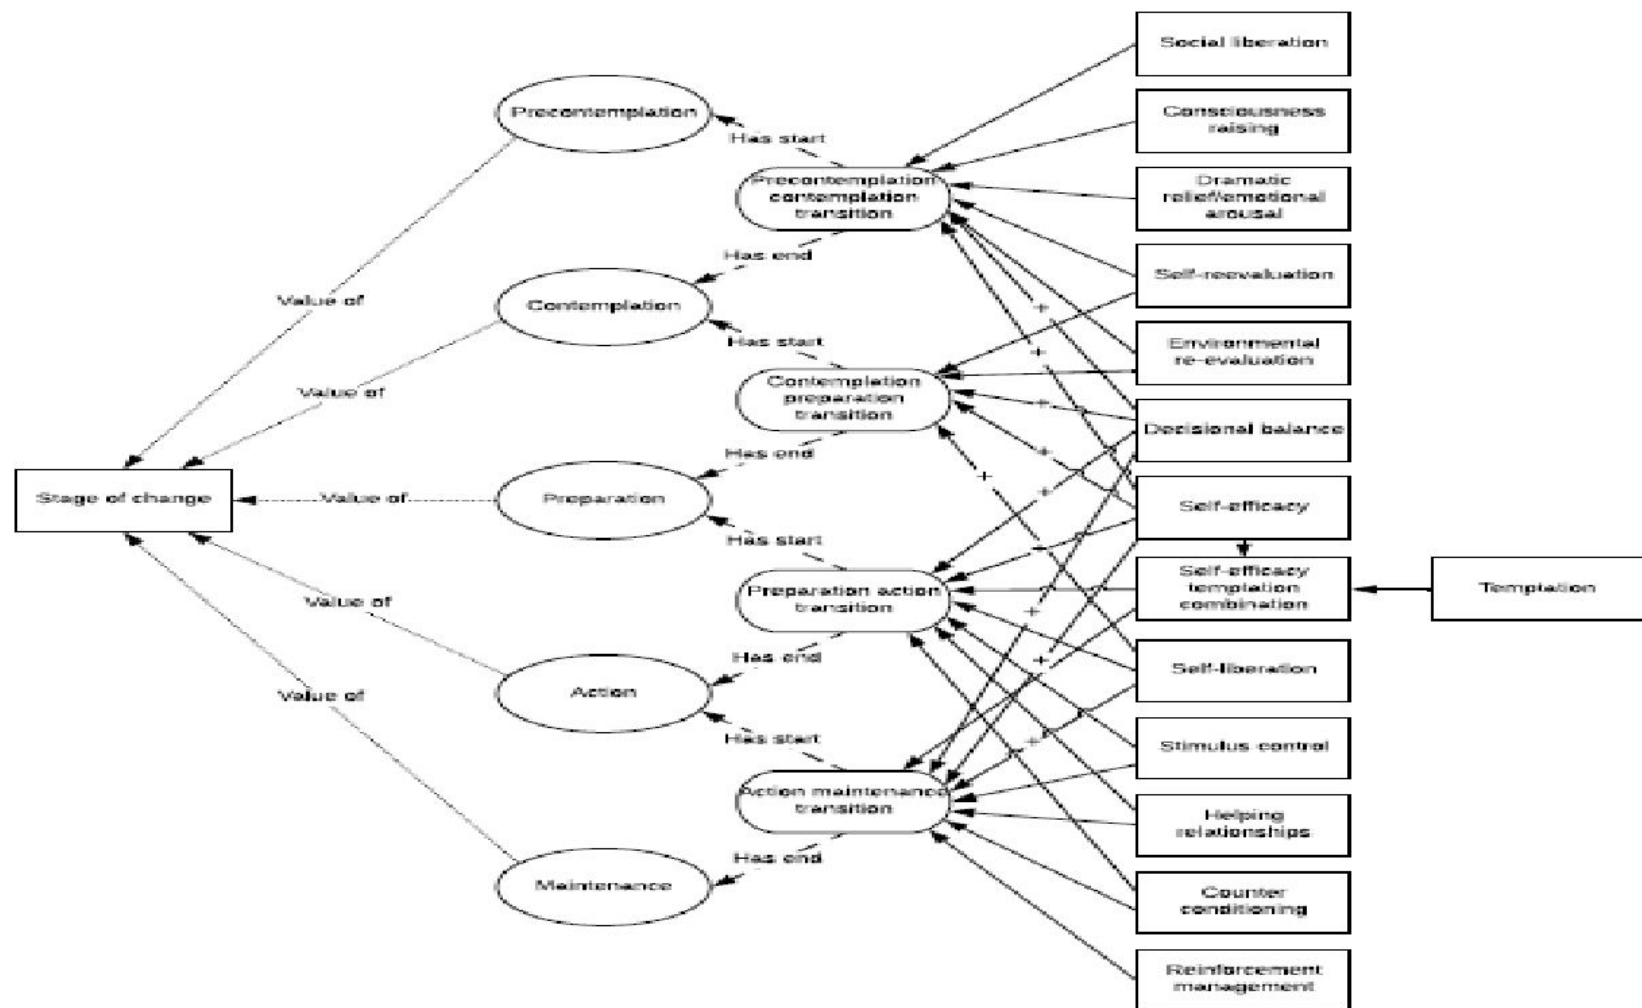 Social liberation
Precontemplation
Consciousness
raising
Has start
Precontemplation
contemplation
transition
Dramatic
relief/emotional
arousal
Has end
Self-reevaluation
Value of
Contemplation
+
Has start
Environmental
re-evaluation
+
Value of
Contemplation
preparation
transition
+
Decisional balance
Has end
+
Stage of change
Value of
Preparation
+
+
Self-efficacy
Has start
+
Value of
Preparation action
transition
+
Self-efficacy
temptation
combination
Temptation
Has end
+
Self-liberation
Value of
Action
Has start
+
Stimulus control
Action maintenance
transition
Helping
relationships
Has end
Maintenance
Counter
conditioning
Reinforcement
management